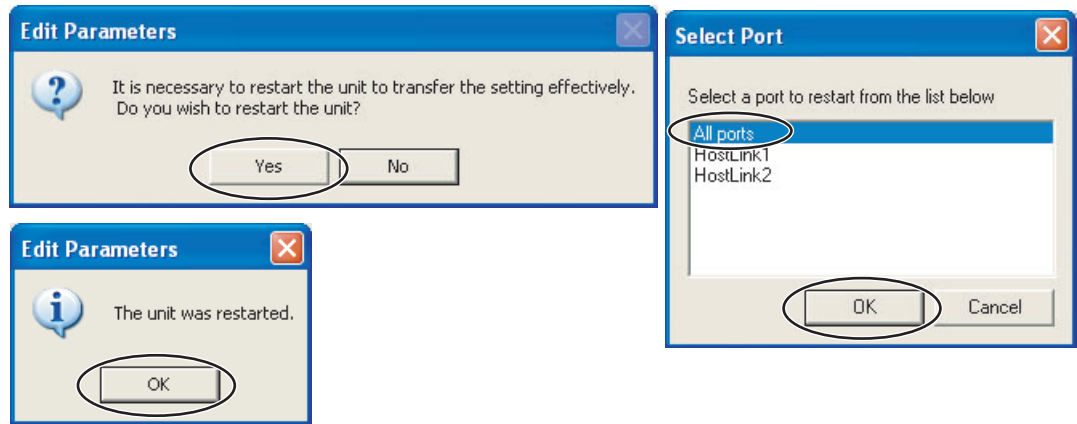 Edit Parameters
It is necessary to restart the unit to transfer the setting effectively.
Do you wish to restart the unit?
Yes
No
Select Port
Select a port to restart from the list below
All ports
HostLink1
HostLink2
OK
Cancel
Edit Parameters
The unit was restarted.
OK